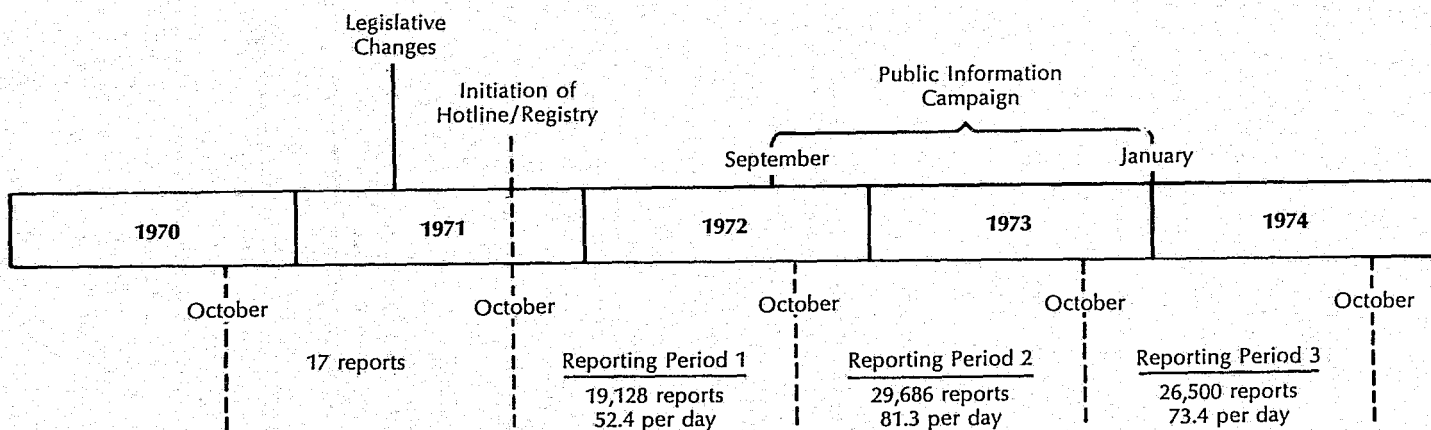 Legislative
Changes
Initiation of
Hotline/Registry
Public Information
Campaign
September
January
1970
1971
1972
1973
1974
October
October
October
October
October
17 reports
Reporting Period 1
19,128 reports
52.4 per day
Reporting Period 2
29,686 reports
81.3 per day
Reporting Period 3
26,500 reports
73.4 per day